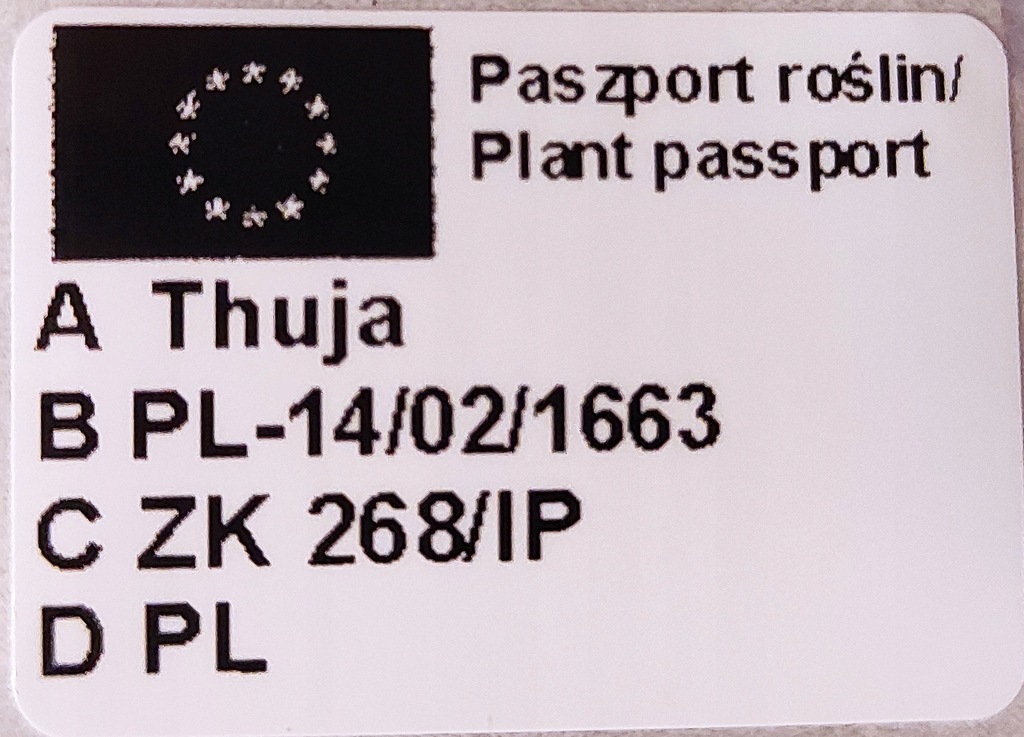 Paszport roślin/
Plant passport
A Thuja
B PL-14/02/1663
C ZK 268/IP
D PL